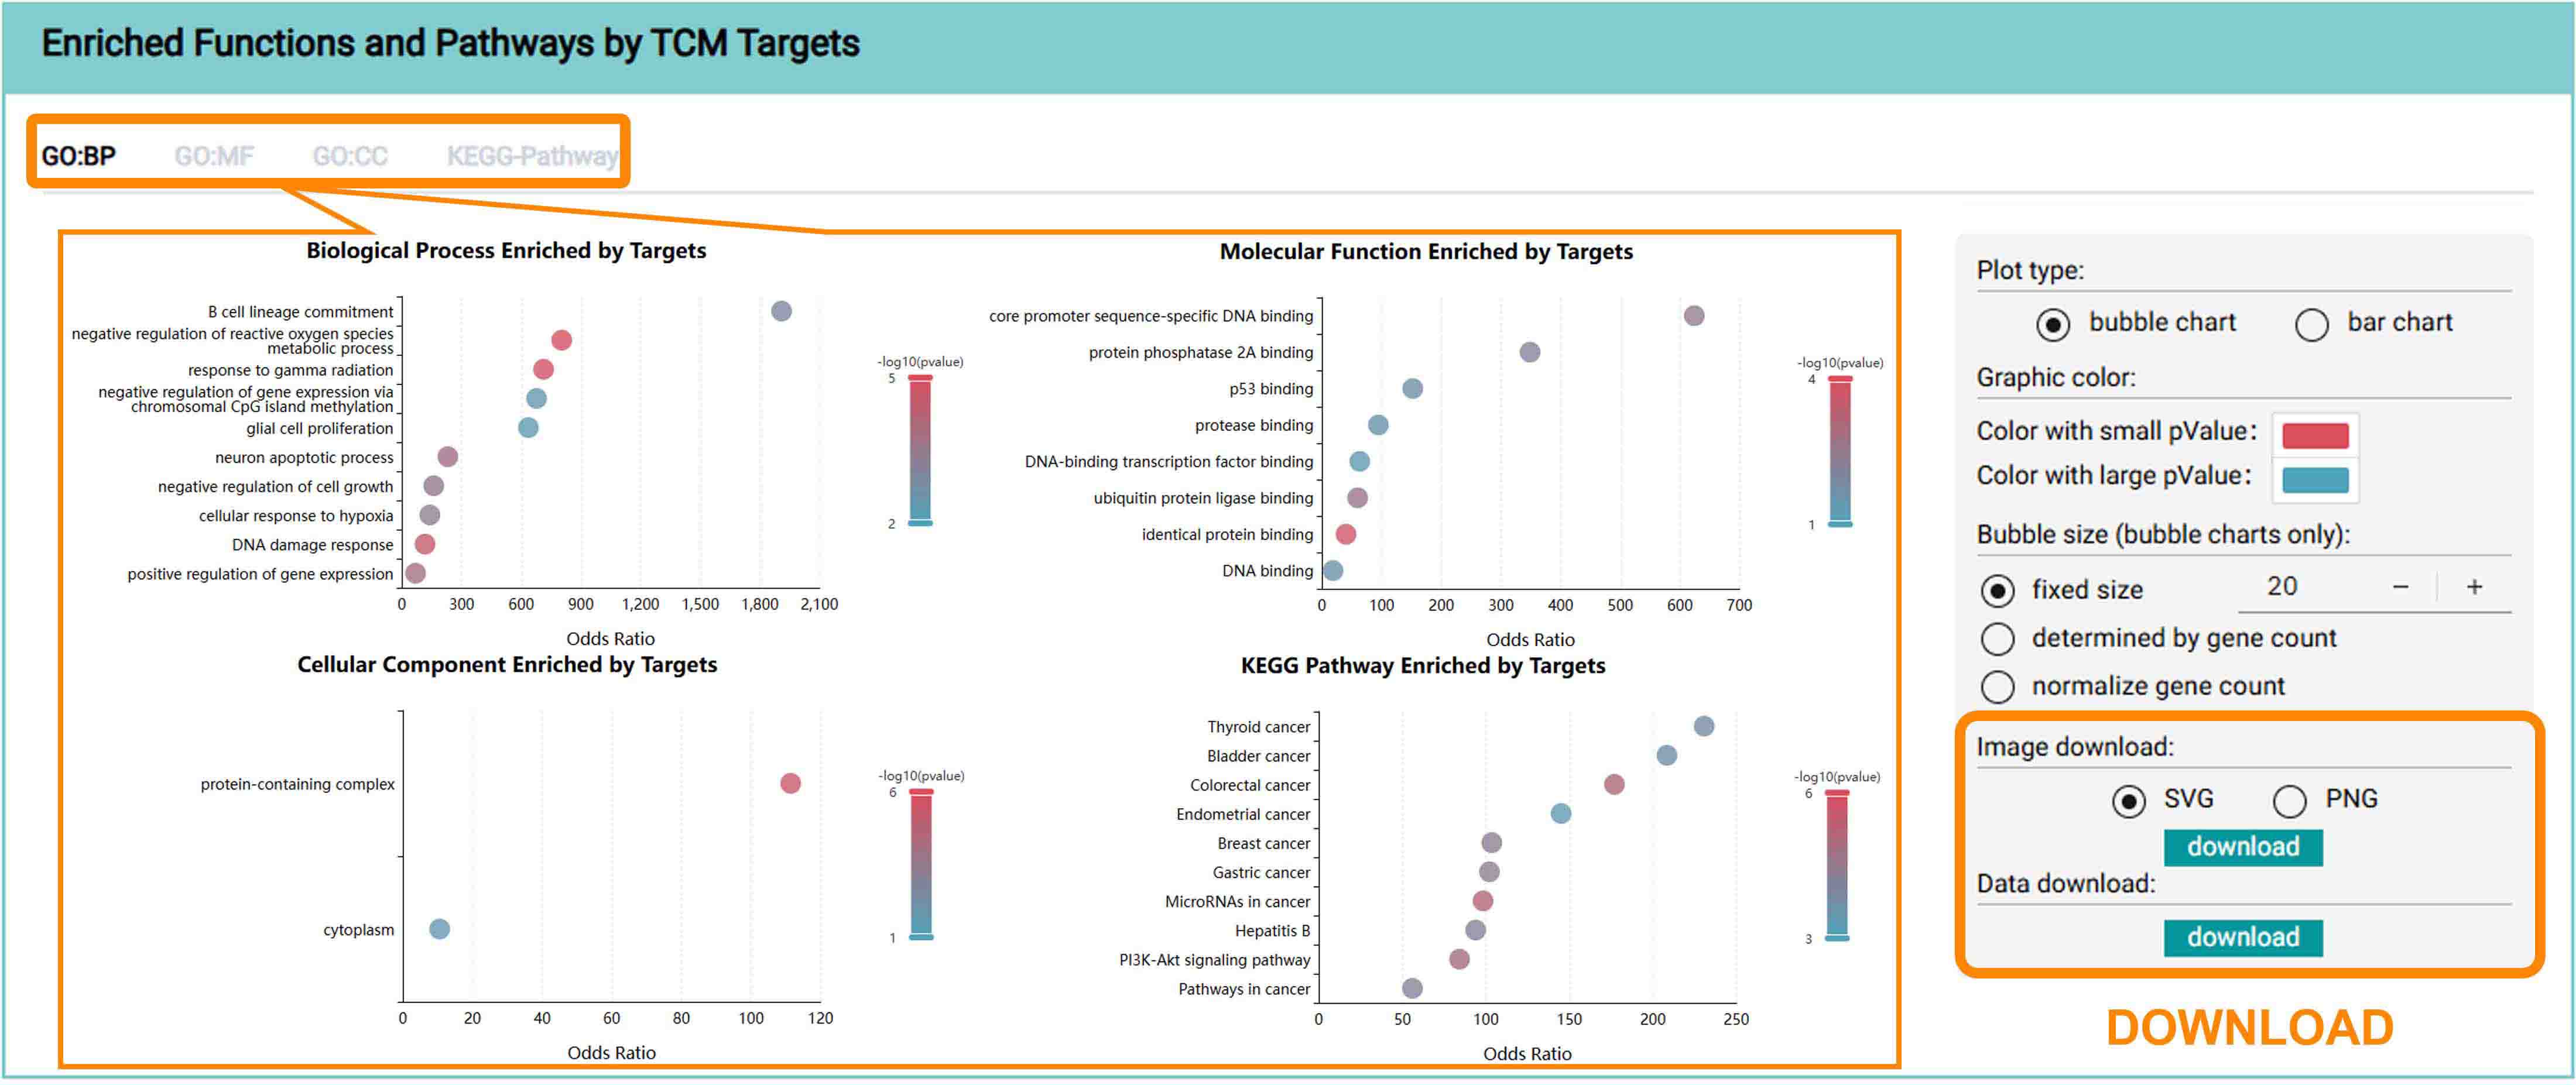 Enriched Functions and Pathways by TCM Targets
GO:BP GO:MF GO:CC KEGG-Pathway
Biological Process Enriched by Targets
B cell lineage commitment
negative regulation of reactive oxygen species
metabolic process
response to gamma radiation
negative regulation of gene expression via
chromosomal CpG island methylation
glial cell proliferation
neuron apoptotic process
negative regulation of cell growth
cellular response to hypoxia
DNA damage response
positive regulation of gene expression
0 300 600 900 1,200 1,500 1,800 2,100
Odds Ratio
-log10(pvalue)
5
2
Molecular Function Enriched by Targets
core promoter sequence-specific DNA binding
protein phosphatase 2A binding
p53 binding
protease binding
DNA-binding transcription factor binding
ubiquitin protein ligase binding
identical protein binding
DNA binding
0 100 200 300 400 500 600 700
Odds Ratio
-log10(pvalue)
4
1
Cellular Component Enriched by Targets
protein-containing complex
cytoplasm
0 20 40 60 80 100 120
Odds Ratio
-log10(pvalue)
6
1
KEGG Pathway Enriched by Targets
Thyroid cancer
Bladder cancer
Colorectal cancer
Endometrial cancer
Breast cancer
Gastric cancer
MicroRNAs in cancer
Hepatitis B
PI3K-Akt signaling pathway
Pathways in cancer
0 50 100 150 200 250
Odds Ratio
-log10(pvalue)
6
3
Plot type:
bubble chart bar chart
Graphic color:
Color with small pValue:
Color with large pValue:
Bubble size (bubble charts only):
fixed size 20 − +
determined by gene count
normalize gene count
Image download:
SVG PNG
download
Data download:
download
DOWNLOAD